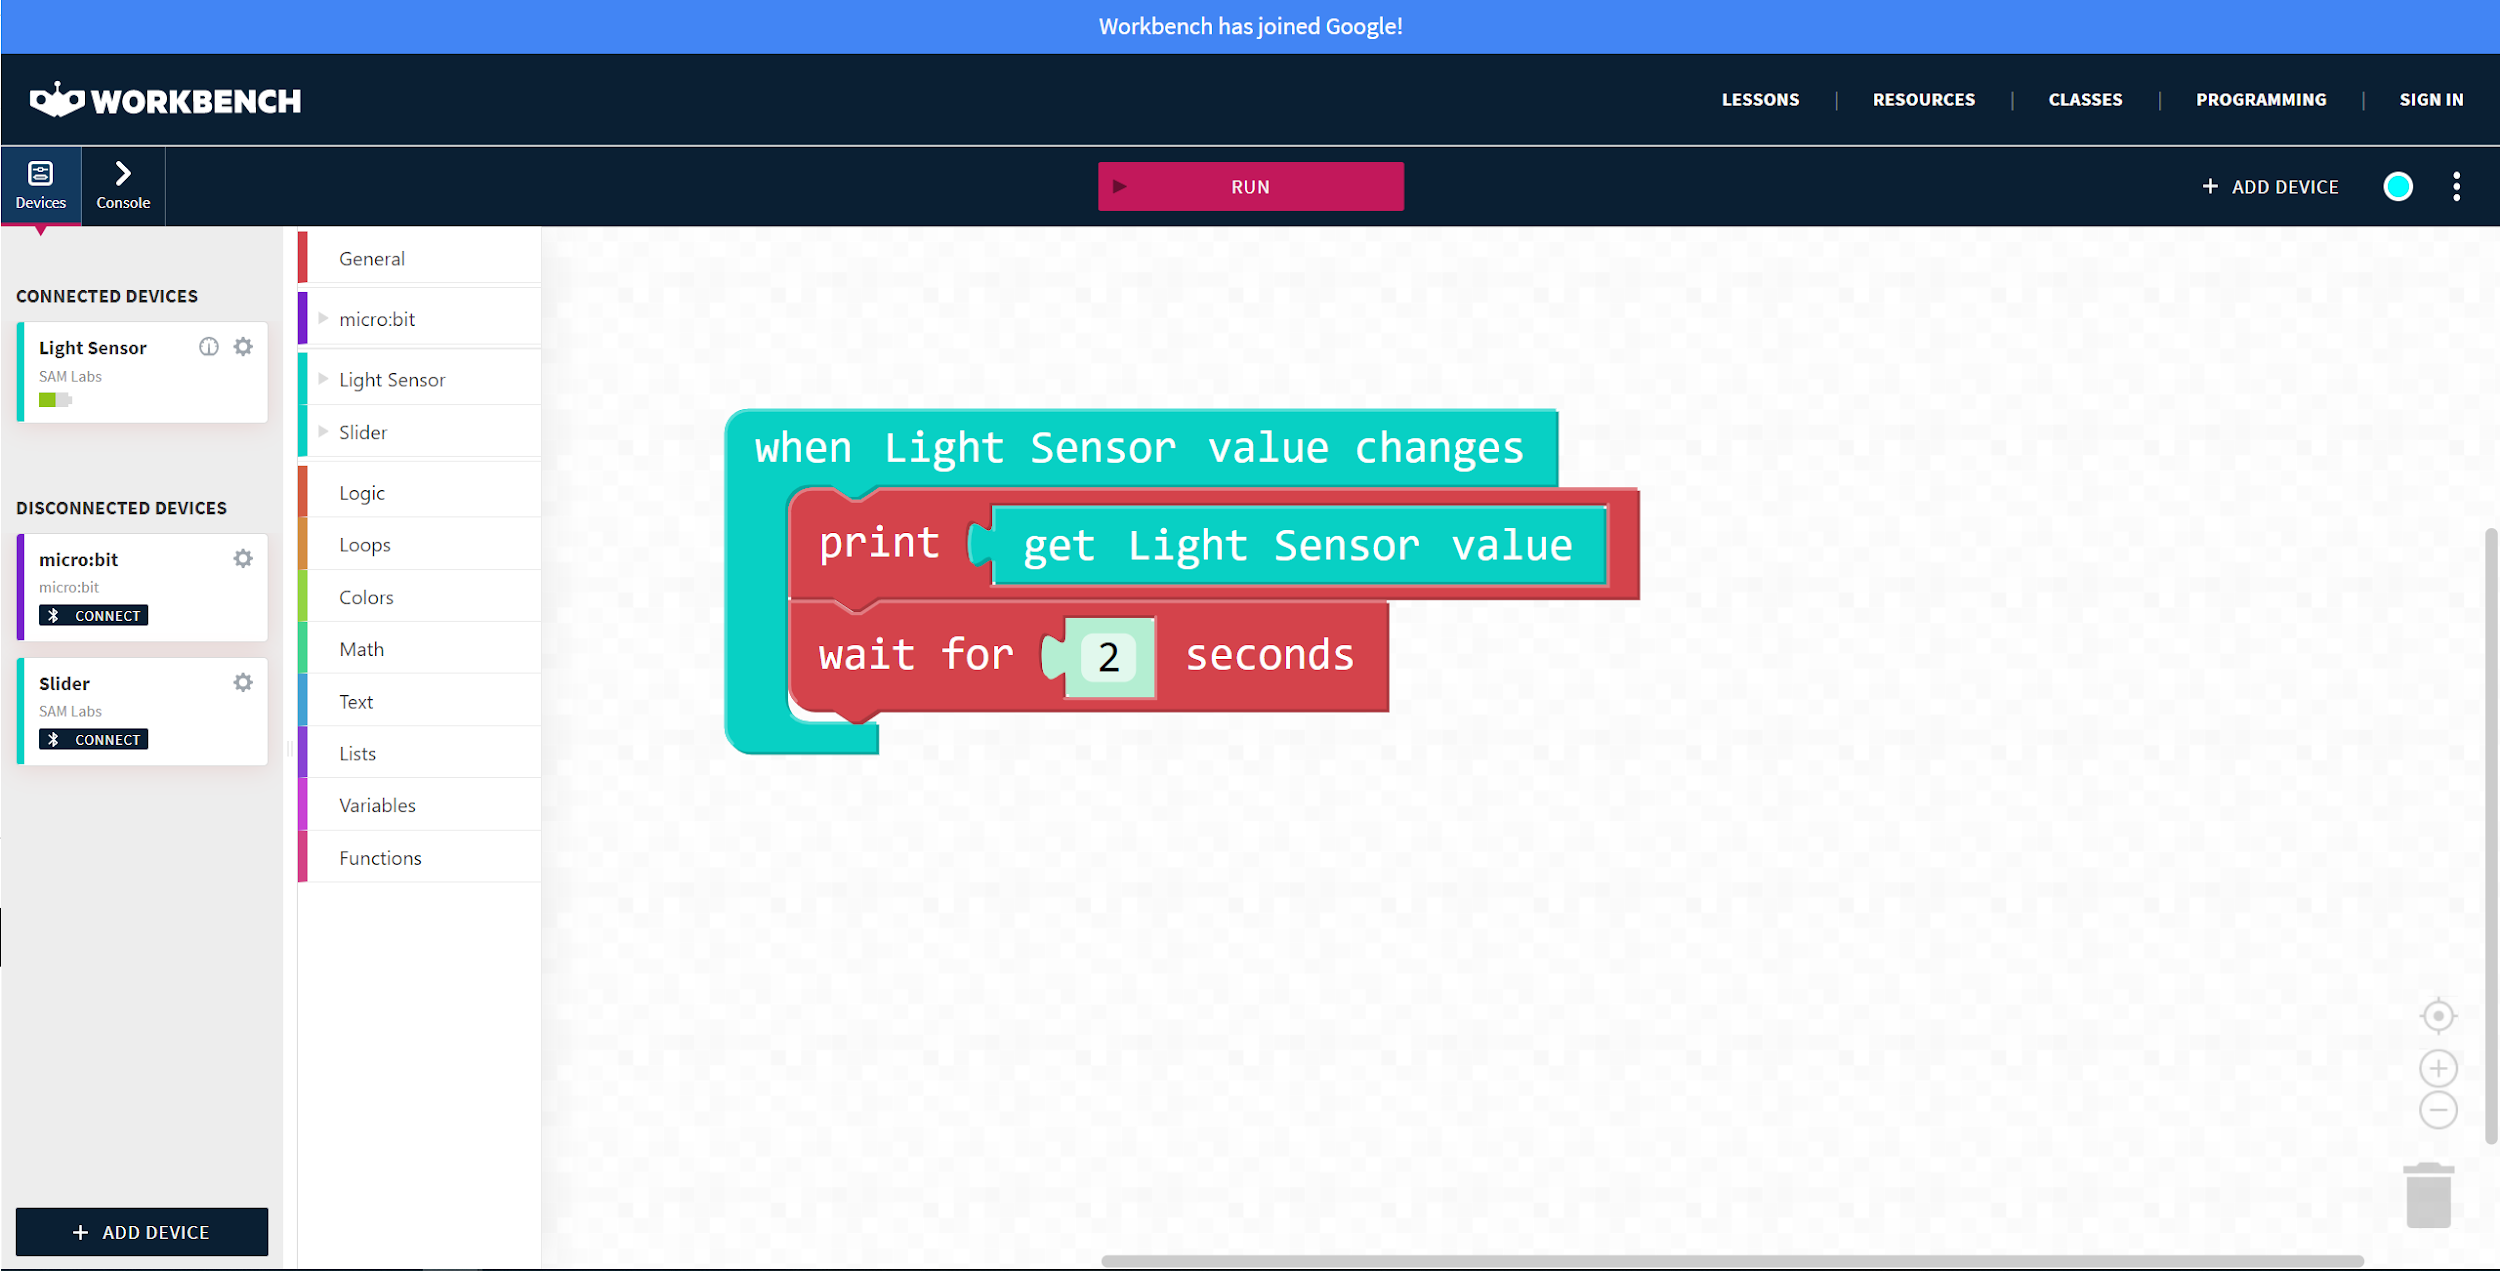 Workbench has joined Google!
WORKBENCH
LESSONS | RESOURCES | CLASSES | PROGRAMMING | SIGN IN
Devices
Console
RUN
+ ADD DEVICE
CONNECTED DEVICES
Light Sensor
SAM Labs
DISCONNECTED DEVICES
micro:bit
micro:bit
CONNECT
Slider
SAM Labs
CONNECT
+ ADD DEVICE
General
micro:bit
Light Sensor
Slider
Logic
Loops
Colors
Math
Text
Lists
Variables
Functions
when Light Sensor value changes
print get Light Sensor value
wait for 2 seconds